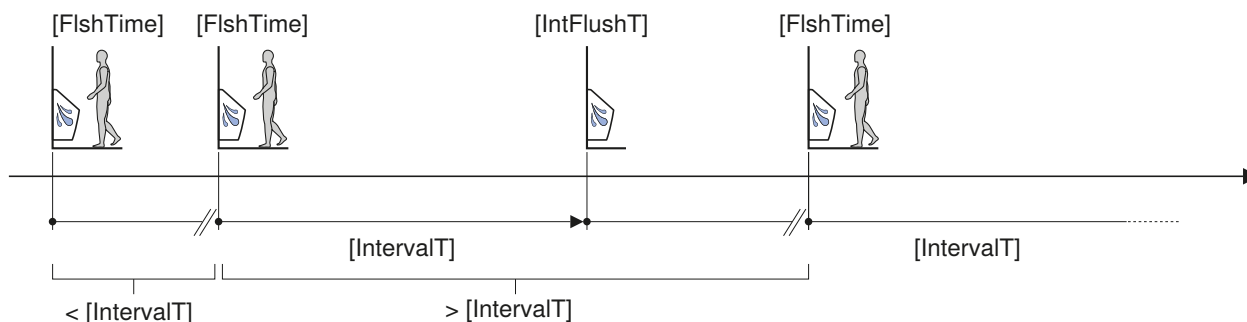 [FlshTime] [FlshTime] [IntFlushT] [FlshTime]
[IntervalT] [IntervalT]
< [IntervalT] > [IntervalT]